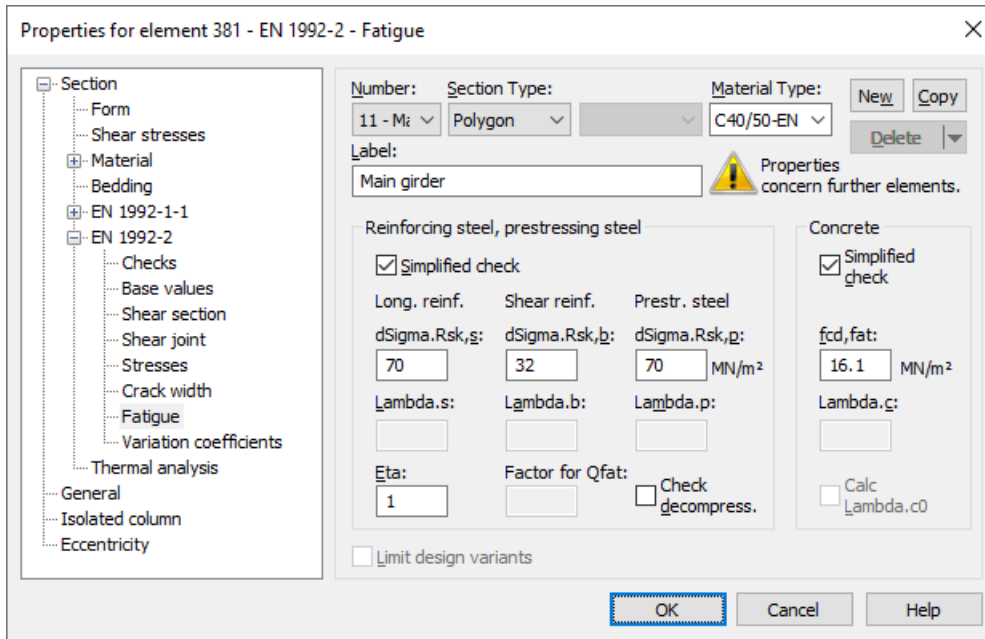 Properties for element 381 - EN 1992-2 - Fatigue
Section
Form
Shear stresses
Material
Bedding
EN 1992-1-1
EN 1992-2
Checks
Base values
Shear section
Shear joint
Stresses
Crack width
Fatigue
Variation coefficients
Thermal analysis
General
Isolated column
Eccentricity
Number: Section Type: Material Type:
11 - Ma Polygon C40/50-EN
New Copy
Delete
Label:
Main girder
Properties
concern further elements.
Reinforcing steel, prestressing steel
Simplified check
Long. reinf. Shear reinf. Prestr. steel
dSigma.Rsk,s: dSigma.Rsk,b: dSigma.Rsk,p:
70 32 70 MN/m²
Lambda.s: Lambda.b: Lambda.p:
Eta: Factor for Qfat:
1
Check
decompress.
Concrete
Simplified
check
fcd,fat:
16.1 MN/m²
Lambda.c:
Calc
Lambda.c0
Limit design variants
OK Cancel Help